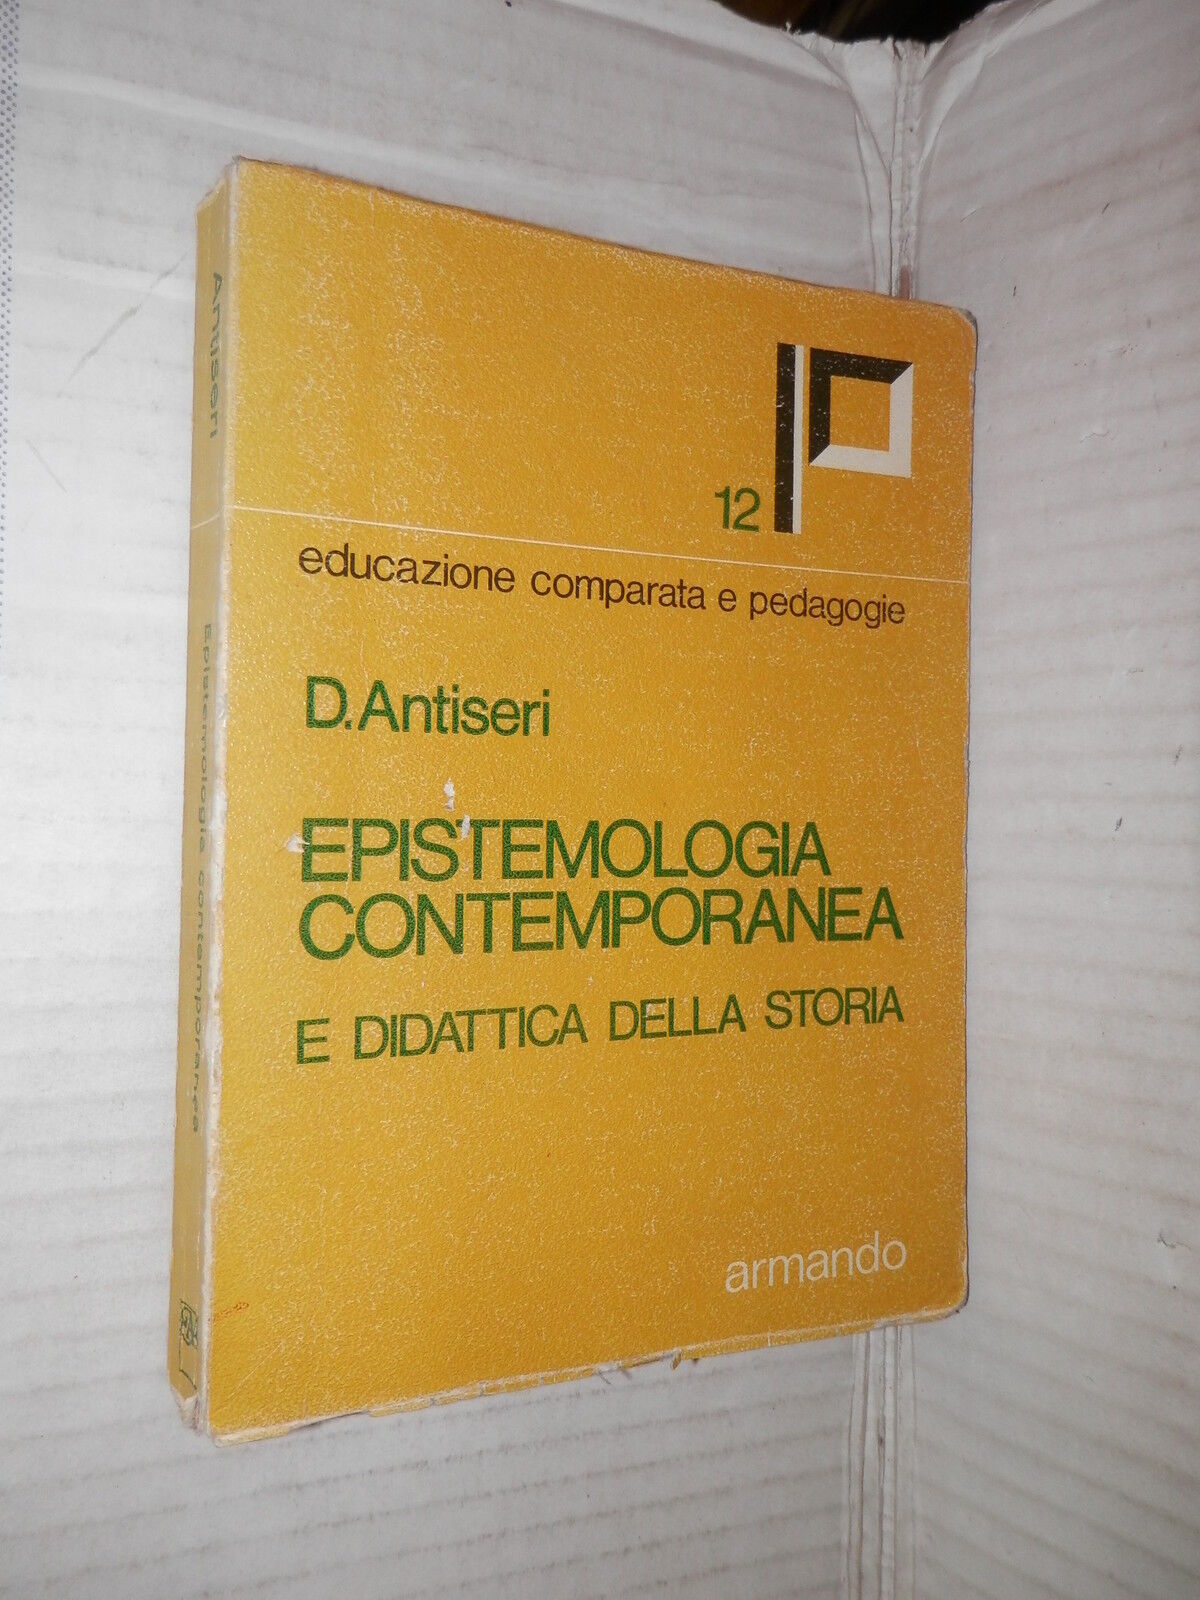 12
educazione comparata e pedagogie
D.Antiseri
EPISTEMOLOGIA
CONTEMPORANEA
E DIDATTICA DELLA STORIA
armando
Antiseri
Epistemologia contemporanea